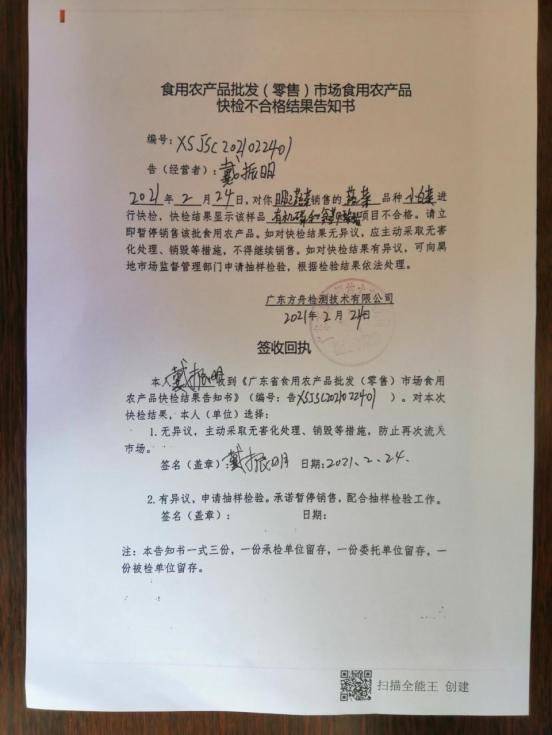 食用农产品批发（零售）市场食用农产品
快检不合格结果告知书
编号：XSJSC2021022401
告（经营者）：戴振明
2021年2月24日，对你 明 蔬菜销售的 蔬菜 品种 小白菜进
行快检，快检结果显示该样品 有机磷和氨基 项目不合格。请立
即暂停销售该批食用农产品。如对快检结果无异议，应主动采取无害
化处理、销毁等措施，不得继续销售。如对快检结果有异议，可向属
地市场监督管理部门申请抽样检验，根据检验结果依法处理。
广东方舟检测技术有限公司
2021年2月24日
签收回执
本人戴振明收到《广东省食用农产品批发（零售）市场食用
农产品快检结果告知书》（编号：告XSJSC2021022401）。对本次
快检结果，本人（单位）选择：
1.无异议，主动采取无害化处理、销毁等措施，防止再次流入
市场。
签名（盖章）：戴振明 日期：2021.2.24.
2.有异议，申请抽样检验。承诺暂停销售，配合抽样检验工作。
签名（盖章）： 日期：
注：本告知书一式三份，一份承检单位留存，一份委托单位留存，一
份被检单位留存。
扫描全能王 创建